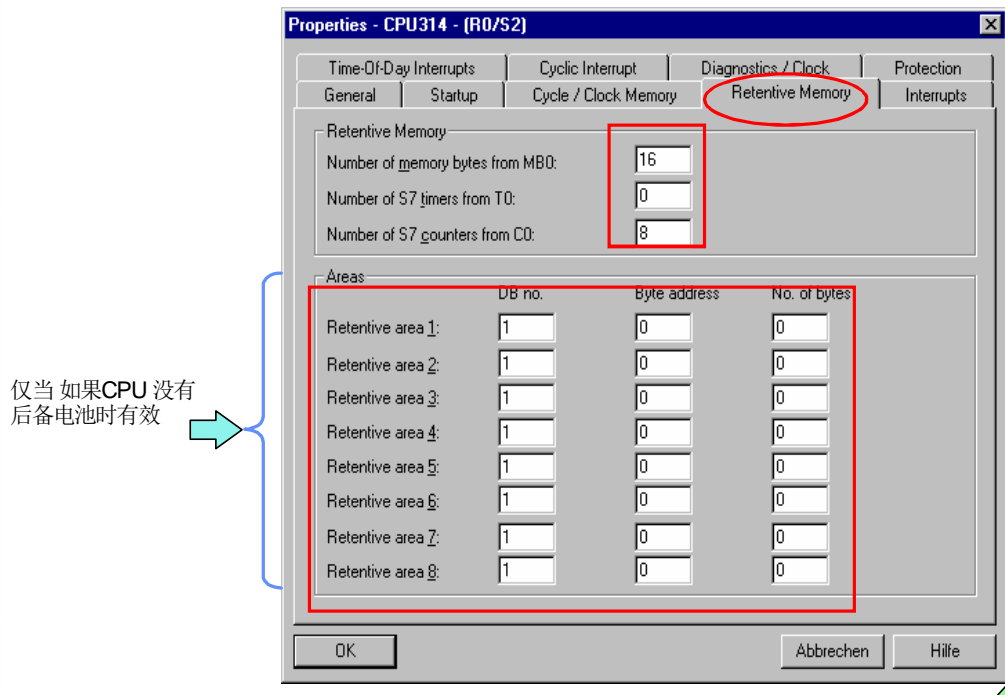 Properties - CPU314 - (R0/S2)
Time-Of-Day Interrupts Cyclic Interrupt Diagnostics / Clock Protection
General Startup Cycle / Clock Memory Retentive Memory Interrupts
Retentive Memory
Number of memory bytes from MB0: 16
Number of S7 timers from T0: 0
Number of S7 counters from C0: 8
Areas
DB no. Byte address No. of bytes
Retentive area 1: 1 0 0
Retentive area 2: 1 0 0
Retentive area 3: 1 0 0
Retentive area 4: 1 0 0
Retentive area 5: 1 0 0
Retentive area 6: 1 0 0
Retentive area 7: 1 0 0
Retentive area 8: 1 0 0
仅当 如果CPU 没有
后备电池时有效
OK Abbrechen Hilfe